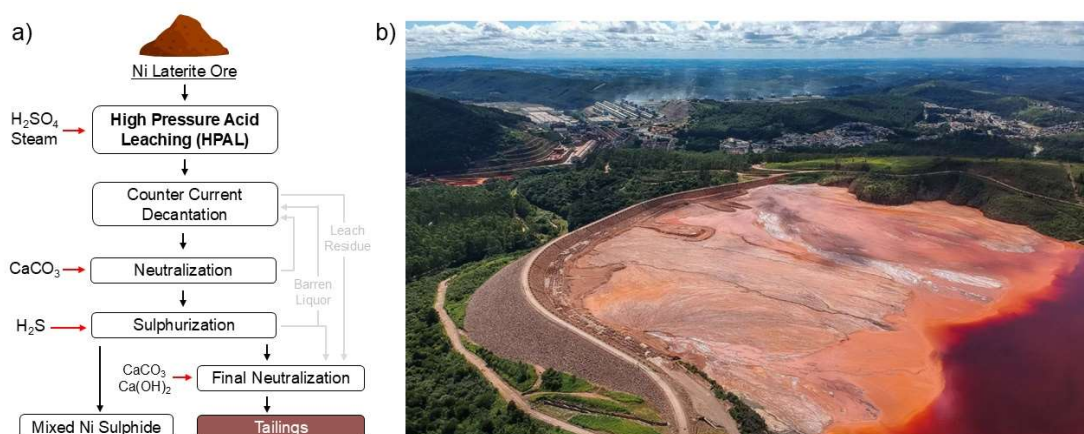 a)
b)
Ni Laterite Ore
H₂SO₄
Steam
High Pressure Acid
Leaching (HPAL)
Counter Current
Decantation
Leach
Residue
CaCO₃
Neutralization
Barren
Liquor
H₂S
Sulphurization
CaCO₃
Ca(OH)₂
Final Neutralization
Mixed Ni Sulphide
Tailings